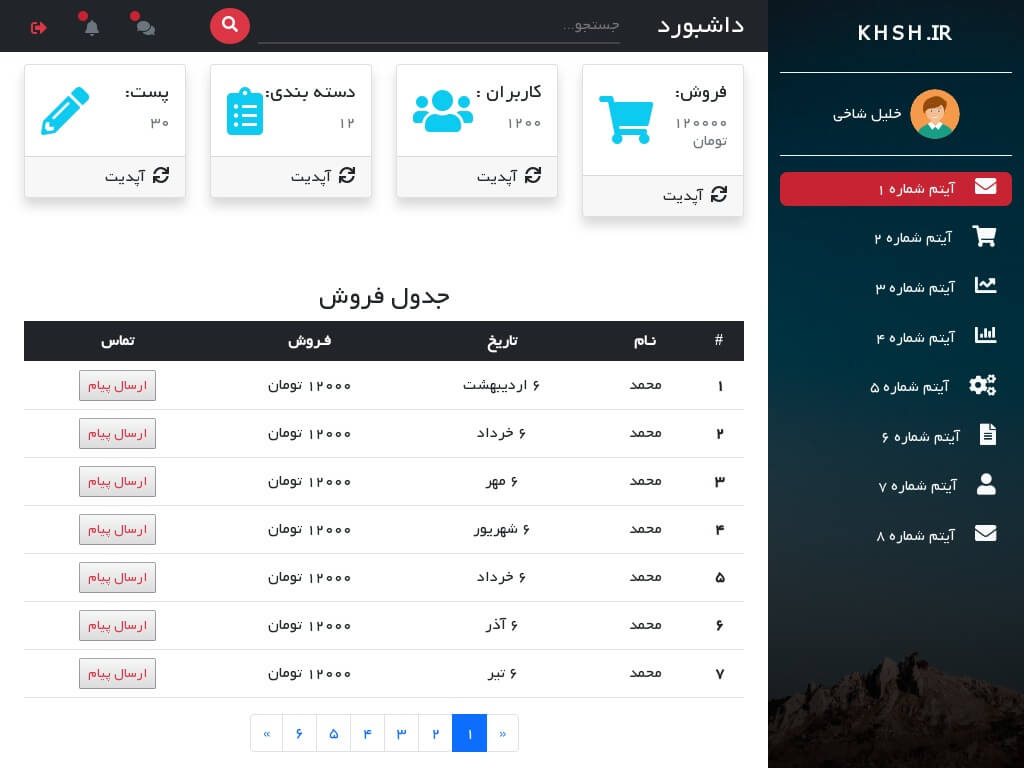 KHSH.IR
خلیل شاخی
آیتم شماره ۱
آیتم شماره ۲
آیتم شماره ۳
آیتم شماره ۴
آیتم شماره ۵
آیتم شماره ۶
آیتم شماره ۷
آیتم شماره ۸
داشبورد
جستجو...
فروش:
۱۲۰۰۰۰
تومان
آپدیت
کاربران :
۱۲۰۰
آپدیت
دسته بندی:
۱۲
آپدیت
پست:
۳۰
آپدیت
جدول فروش
# نام تاریخ فروش تماس
۱ محمد ۶ اردیبهشت ۱۲۰۰۰ تومان ارسال پیام
۲ محمد ۶ خرداد ۱۲۰۰۰ تومان ارسال پیام
۳ محمد ۶ مهر ۱۲۰۰۰ تومان ارسال پیام
۴ محمد ۶ شهریور ۱۲۰۰۰ تومان ارسال پیام
۵ محمد ۶ خرداد ۱۲۰۰۰ تومان ارسال پیام
۶ محمد ۶ آذر ۱۲۰۰۰ تومان ارسال پیام
۷ محمد ۶ تیر ۱۲۰۰۰ تومان ارسال پیام
« ۱ ۲ ۳ ۴ ۵ ۶ »